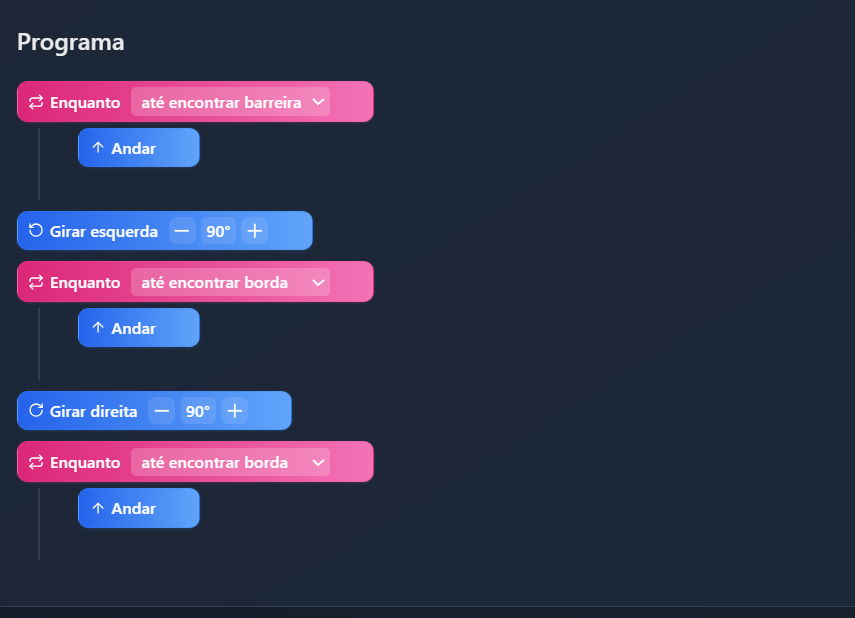 Programa
Enquanto até encontrar barreira
Andar
Girar esquerda 90°
Enquanto até encontrar borda
Andar
Girar direita 90°
Enquanto até encontrar borda
Andar